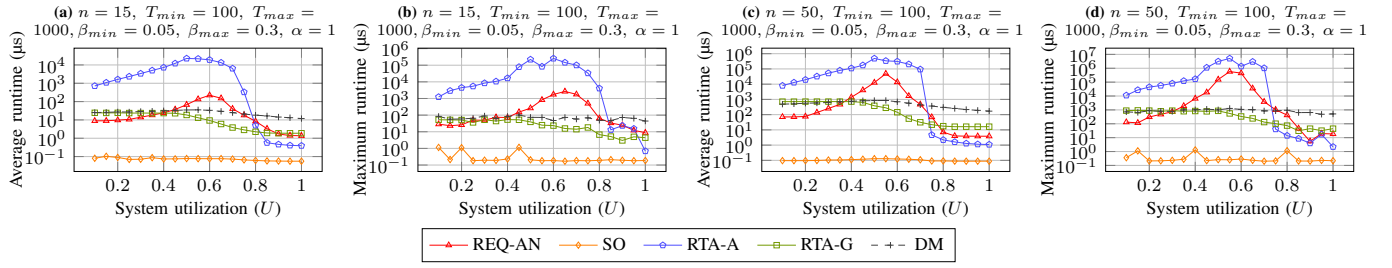 (a) n = 15, T_min = 100, T_max =
1000, β_min = 0.05, β_max = 0.3, α = 1
Average runtime (µs)
10^4
10^3
10^2
10^1
10^0
10^−1
0.2 0.4 0.6 0.8 1
System utilization (U)
(b) n = 15, T_min = 100, T_max =
1000, β_min = 0.05, β_max = 0.3, α = 1
Maximum runtime (µs)
10^6
10^5
10^4
10^3
10^2
10^1
10^0
10^−1
0.2 0.4 0.6 0.8 1
System utilization (U)
(c) n = 50, T_min = 100, T_max =
1000, β_min = 0.05, β_max = 0.3, α = 1
Average runtime (µs)
10^6
10^5
10^4
10^3
10^2
10^1
10^0
10^−1
0.2 0.4 0.6 0.8 1
System utilization (U)
(d) n = 50, T_min = 100, T_max =
1000, β_min = 0.05, β_max = 0.3, α = 1
Maximum runtime (µs)
10^7
10^6
10^5
10^4
10^3
10^2
10^1
10^0
10^−1
0.2 0.4 0.6 0.8 1
System utilization (U)
REQ-AN SO RTA-A RTA-G DM